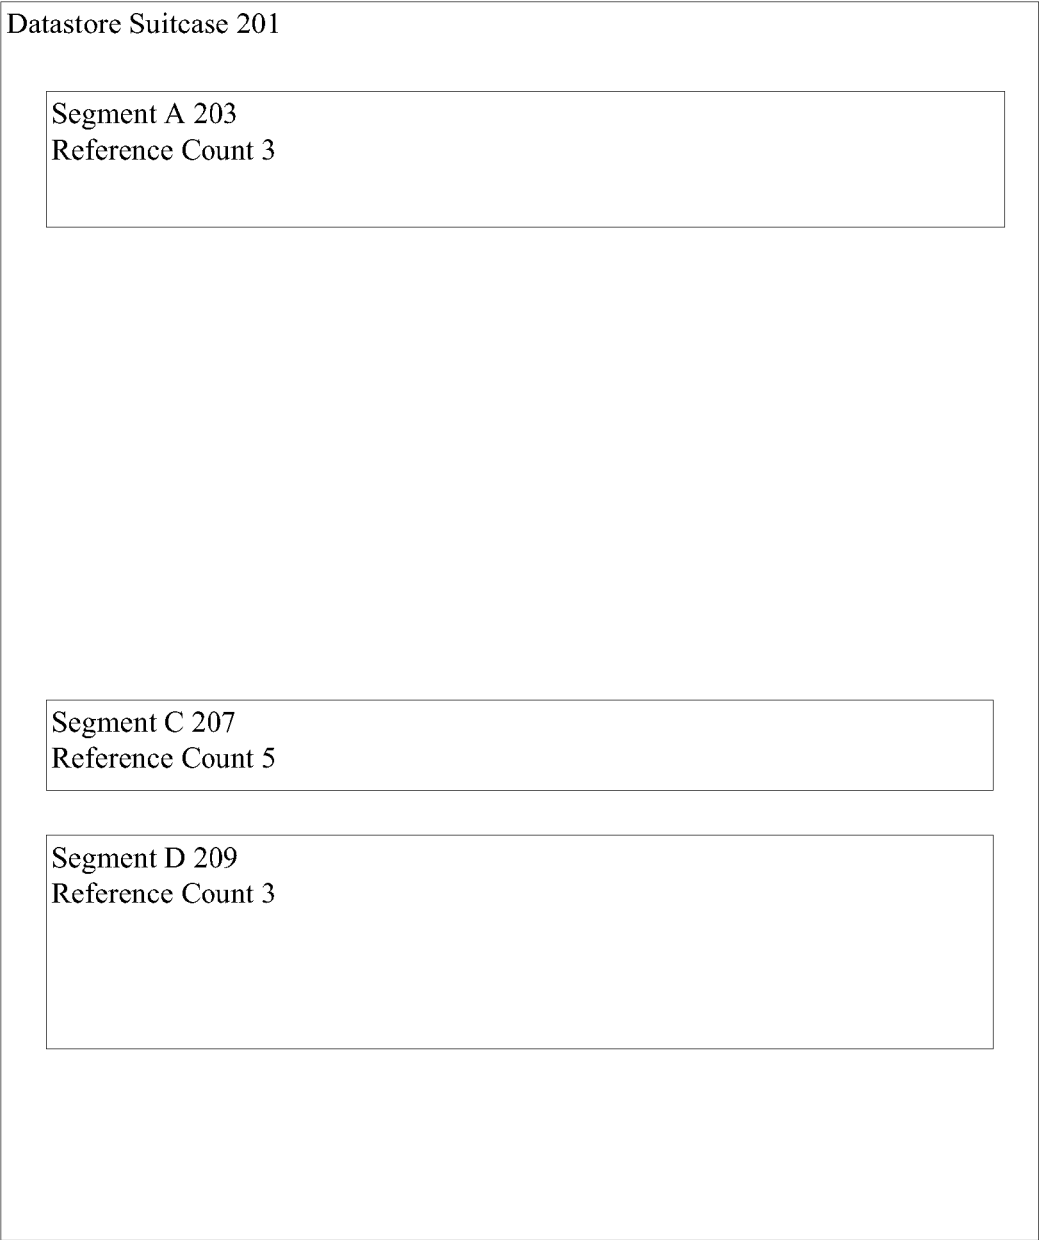 Datastore Suitcase 201
Segment A 203
Reference Count 3
Segment C 207
Reference Count 5
Segment D 209
Reference Count 3